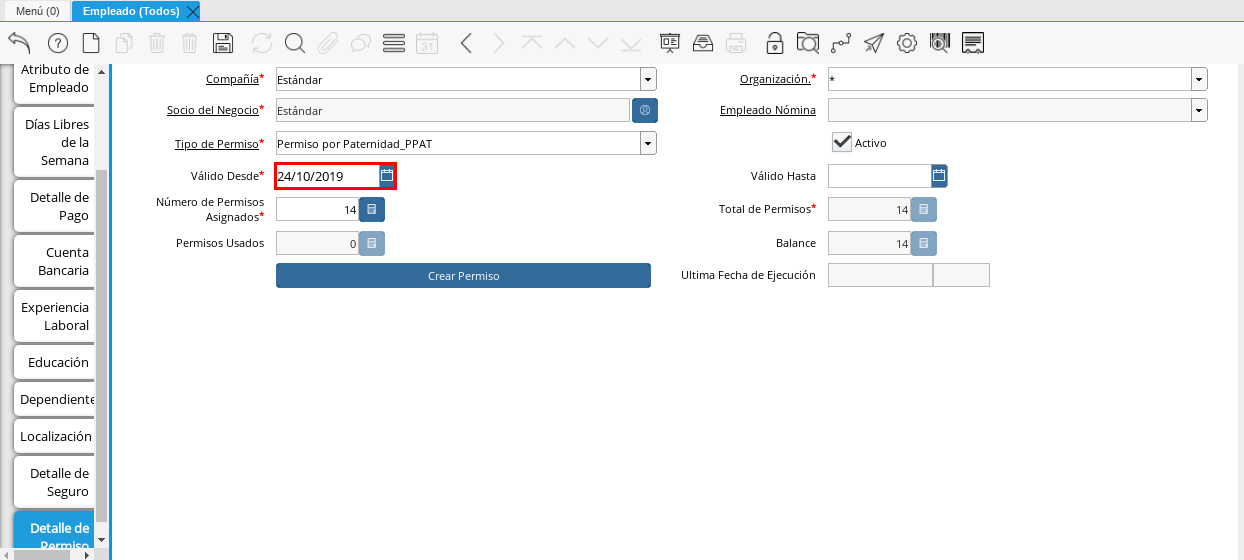 Menú (0)
Empleado (Todos)
31
Atributo de
Empleado
Días Libres
de la
Semana
Detalle de
Pago
Cuenta
Bancaria
Experiencia
Laboral
Educación
Dependiente
Localización
Detalle de
Seguro
Detalle de
Permiso
Compañía* Estándar
Organización.* *
Socio del Negocio* Estándar
Empleado Nómina
Tipo de Permiso* Permiso por Paternidad_PPAT
Activo
Válido Desde* 24/10/2019
Válido Hasta
Número de Permisos
Asignados* 14
Total de Permisos* 14
Permisos Usados 0
Balance 14
Crear Permiso
Ultima Fecha de Ejecución